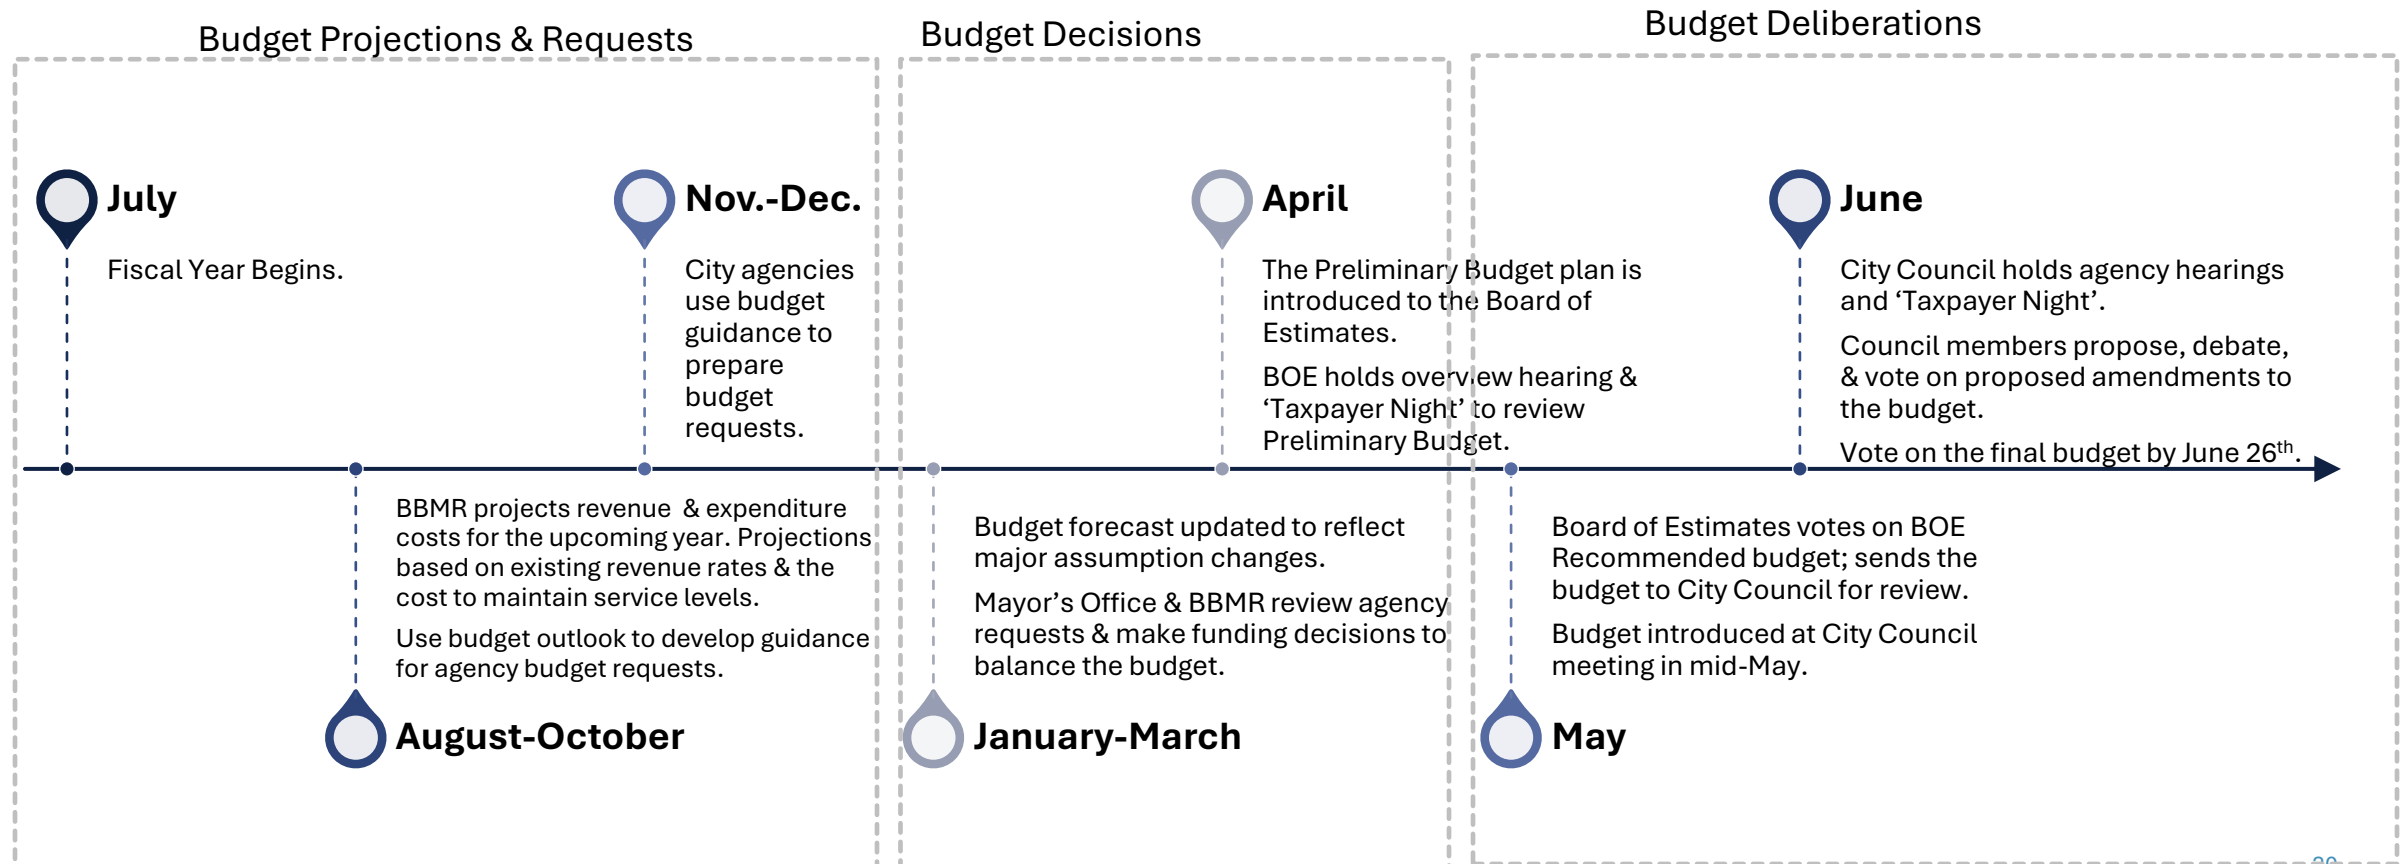 Budget Projections & Requests
July
Fiscal Year Begins.
BBMR projects revenue  & expenditure
costs for the upcoming year. Projections
based on existing revenue rates & the
cost to maintain service levels.
Use budget outlook to develop guidance
for agency budget requests.
August-October
Nov.-Dec.
City agencies
use budget
guidance to
prepare
budget
requests.
Budget Decisions
Budget forecast updated to reflect
major assumption changes.
Mayor’s Office & BBMR review agency
requests & make funding decisions to
balance the budget.
January-March
April
The Preliminary Budget plan is
introduced to the Board of
Estimates.
BOE holds overview hearing &
‘Taxpayer Night’ to review
Preliminary Budget.
Budget Deliberations
Board of Estimates votes on BOE
Recommended budget; sends the
budget to City Council for review.
Budget introduced at City Council
meeting in mid-May.
May
June
City Council holds agency hearings
and ‘Taxpayer Night’.
Council members propose, debate,
& vote on proposed amendments to
the budget.
Vote on the final budget by June 26th.